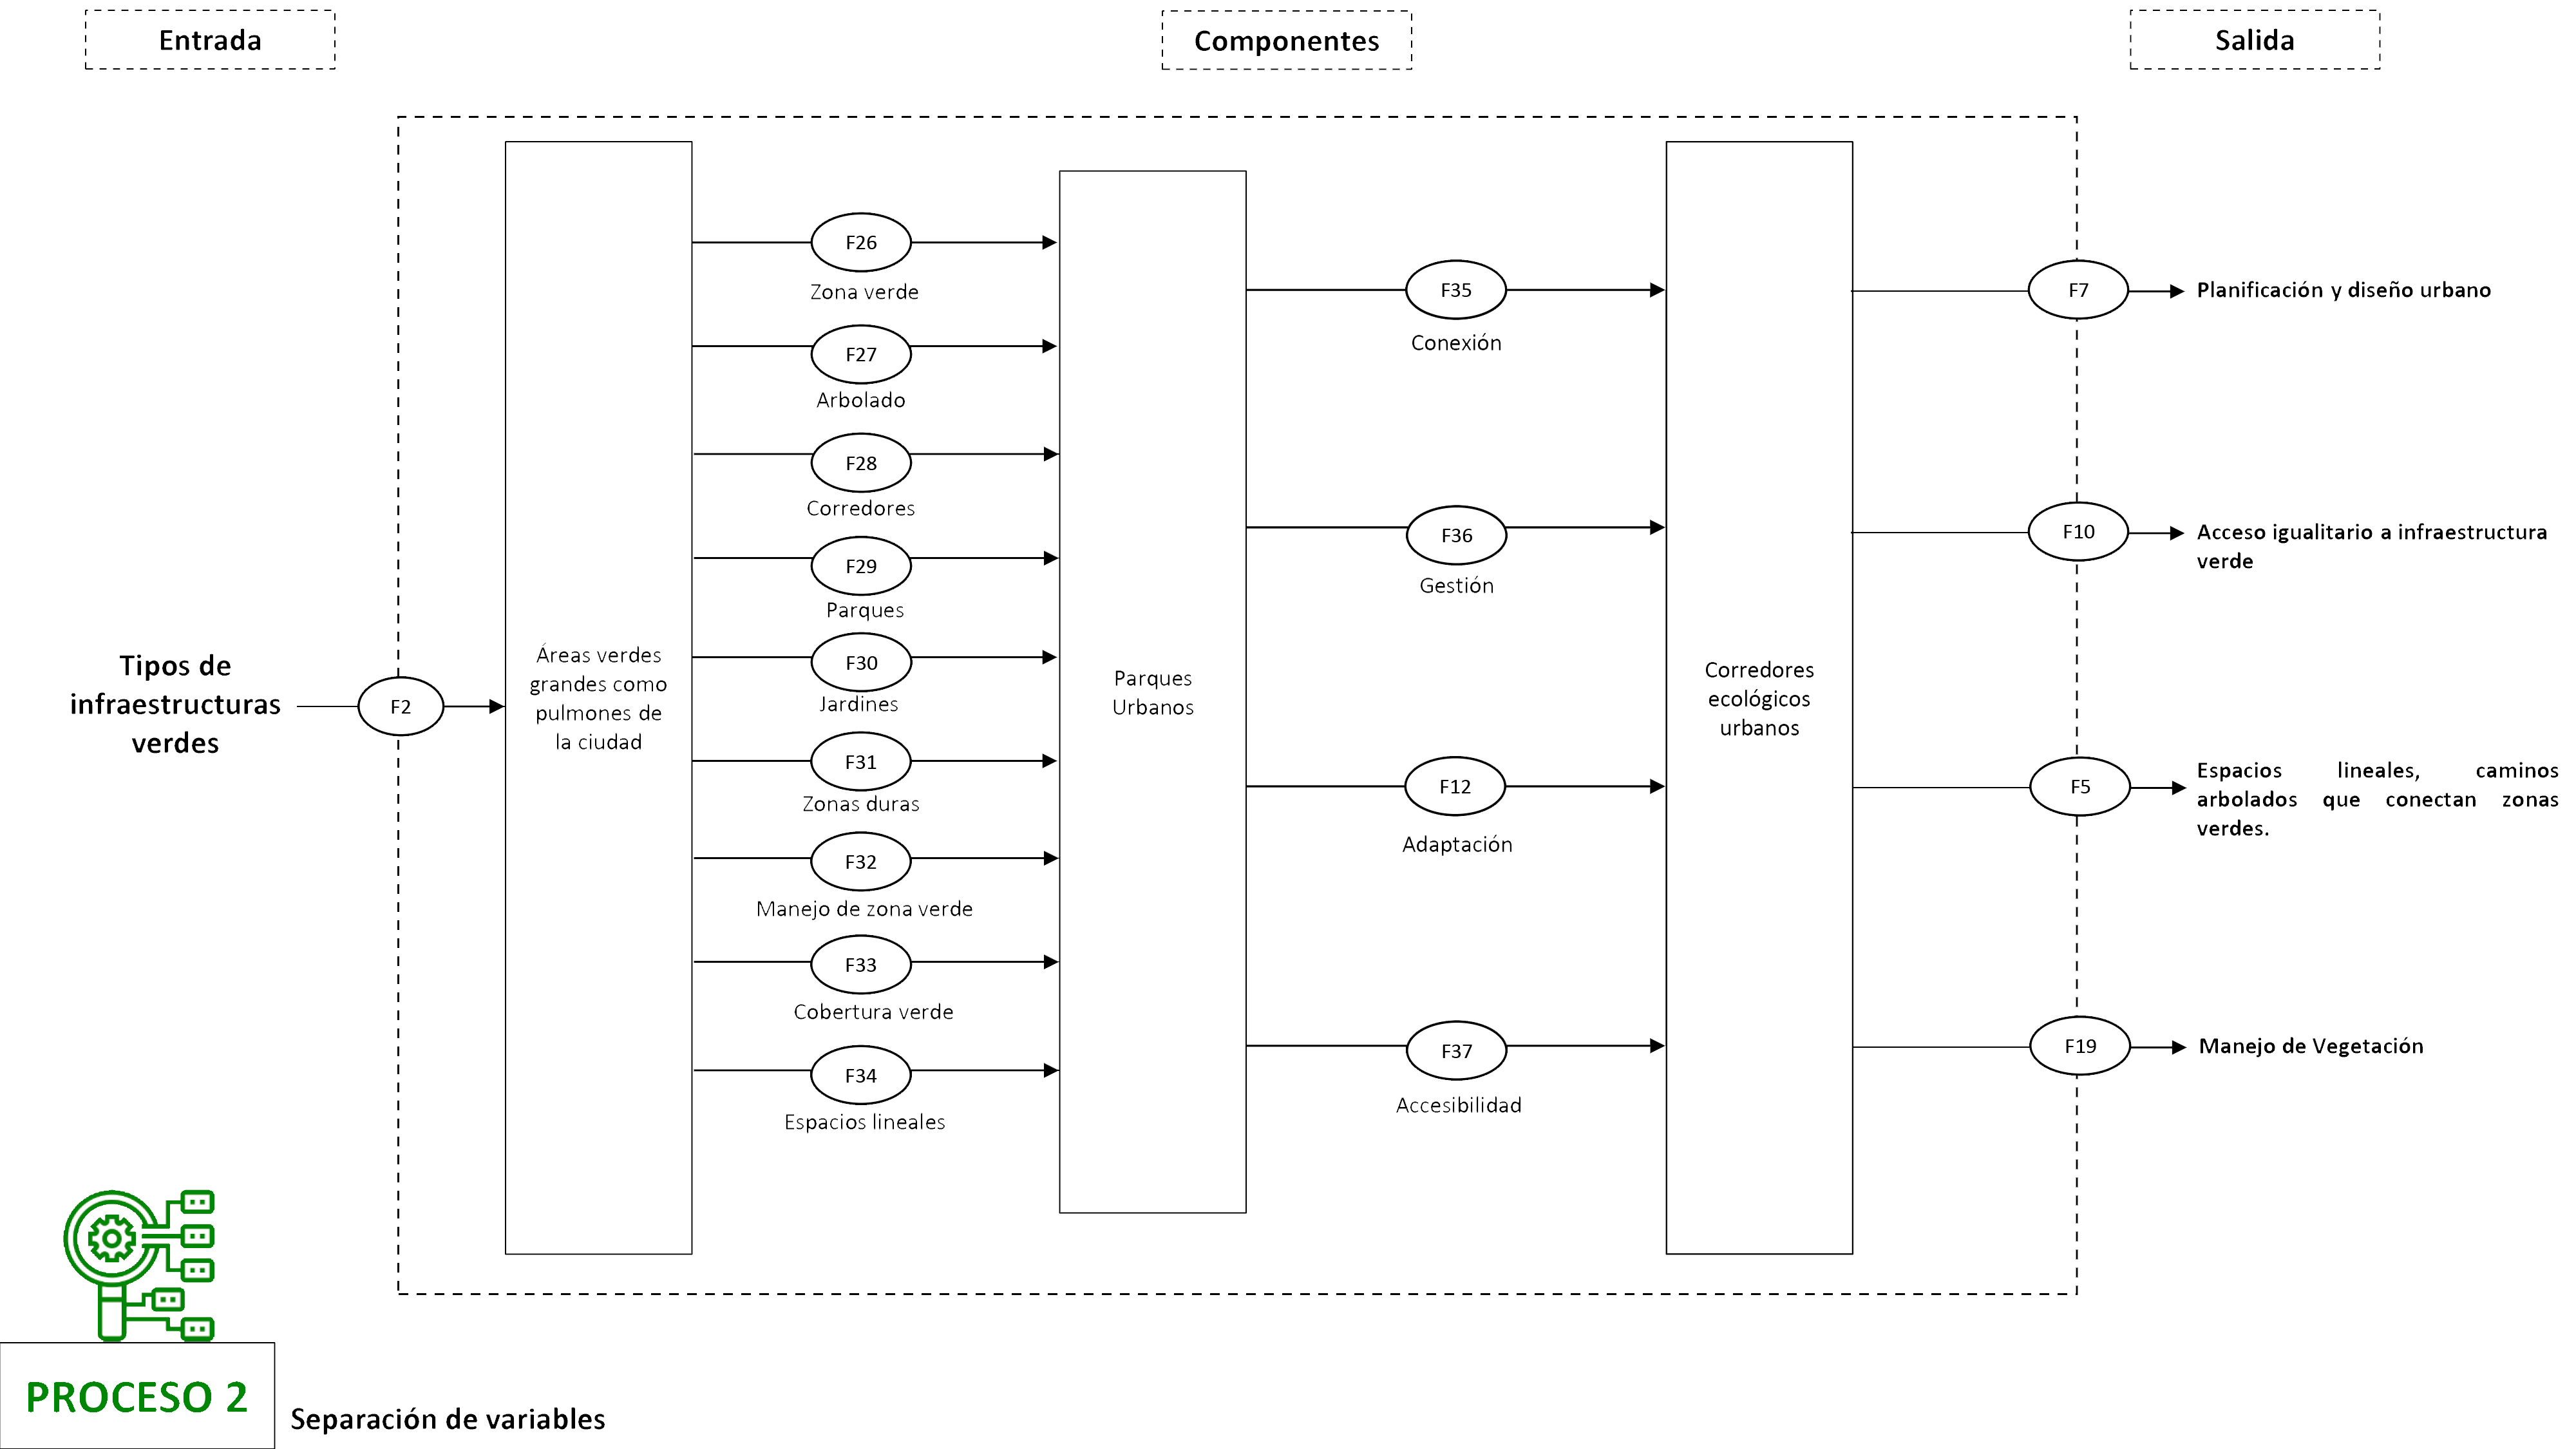 Entrada
Componentes
Salida
Tipos de
infraestructuras
verdes
F2
Áreas verdes
grandes como
pulmones de
la ciudad
F26
Zona verde
F27
Arbolado
F28
Corredores
F29
Parques
F30
Jardines
F31
Zonas duras
F32
Manejo de zona verde
F33
Cobertura verde
F34
Espacios lineales
Parques
Urbanos
F35
Conexión
F36
Gestión
F12
Adaptación
F37
Accesibilidad
Corredores
ecológicos
urbanos
F7
Planificación y diseño urbano
F10
Acceso igualitario a infraestructura
verde
F5
Espacios lineales, caminos
arbolados que conectan zonas
verdes.
F19
Manejo de Vegetación
PROCESO 2
Separación de variables